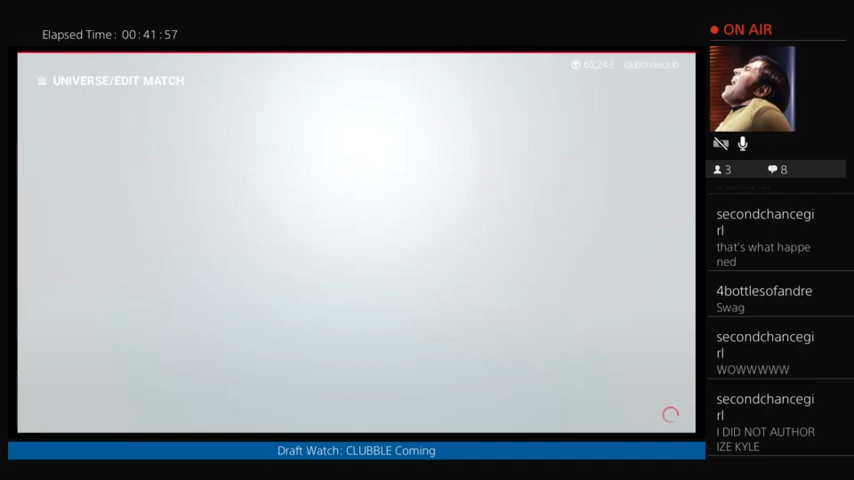 Elapsed Time: 00:41:57
ON AIR
UNIVERSE/EDIT MATCH
clubordeclub
3
8
secondchancegi
rl
that's what happe
ned
4bottlesofandre
Swag
secondchancegi
rl
WOWWWWW
secondchancegi
rl
I DID NOT AUTHOR
IZE KYLE
Draft Watch: CLUBBLE Coming